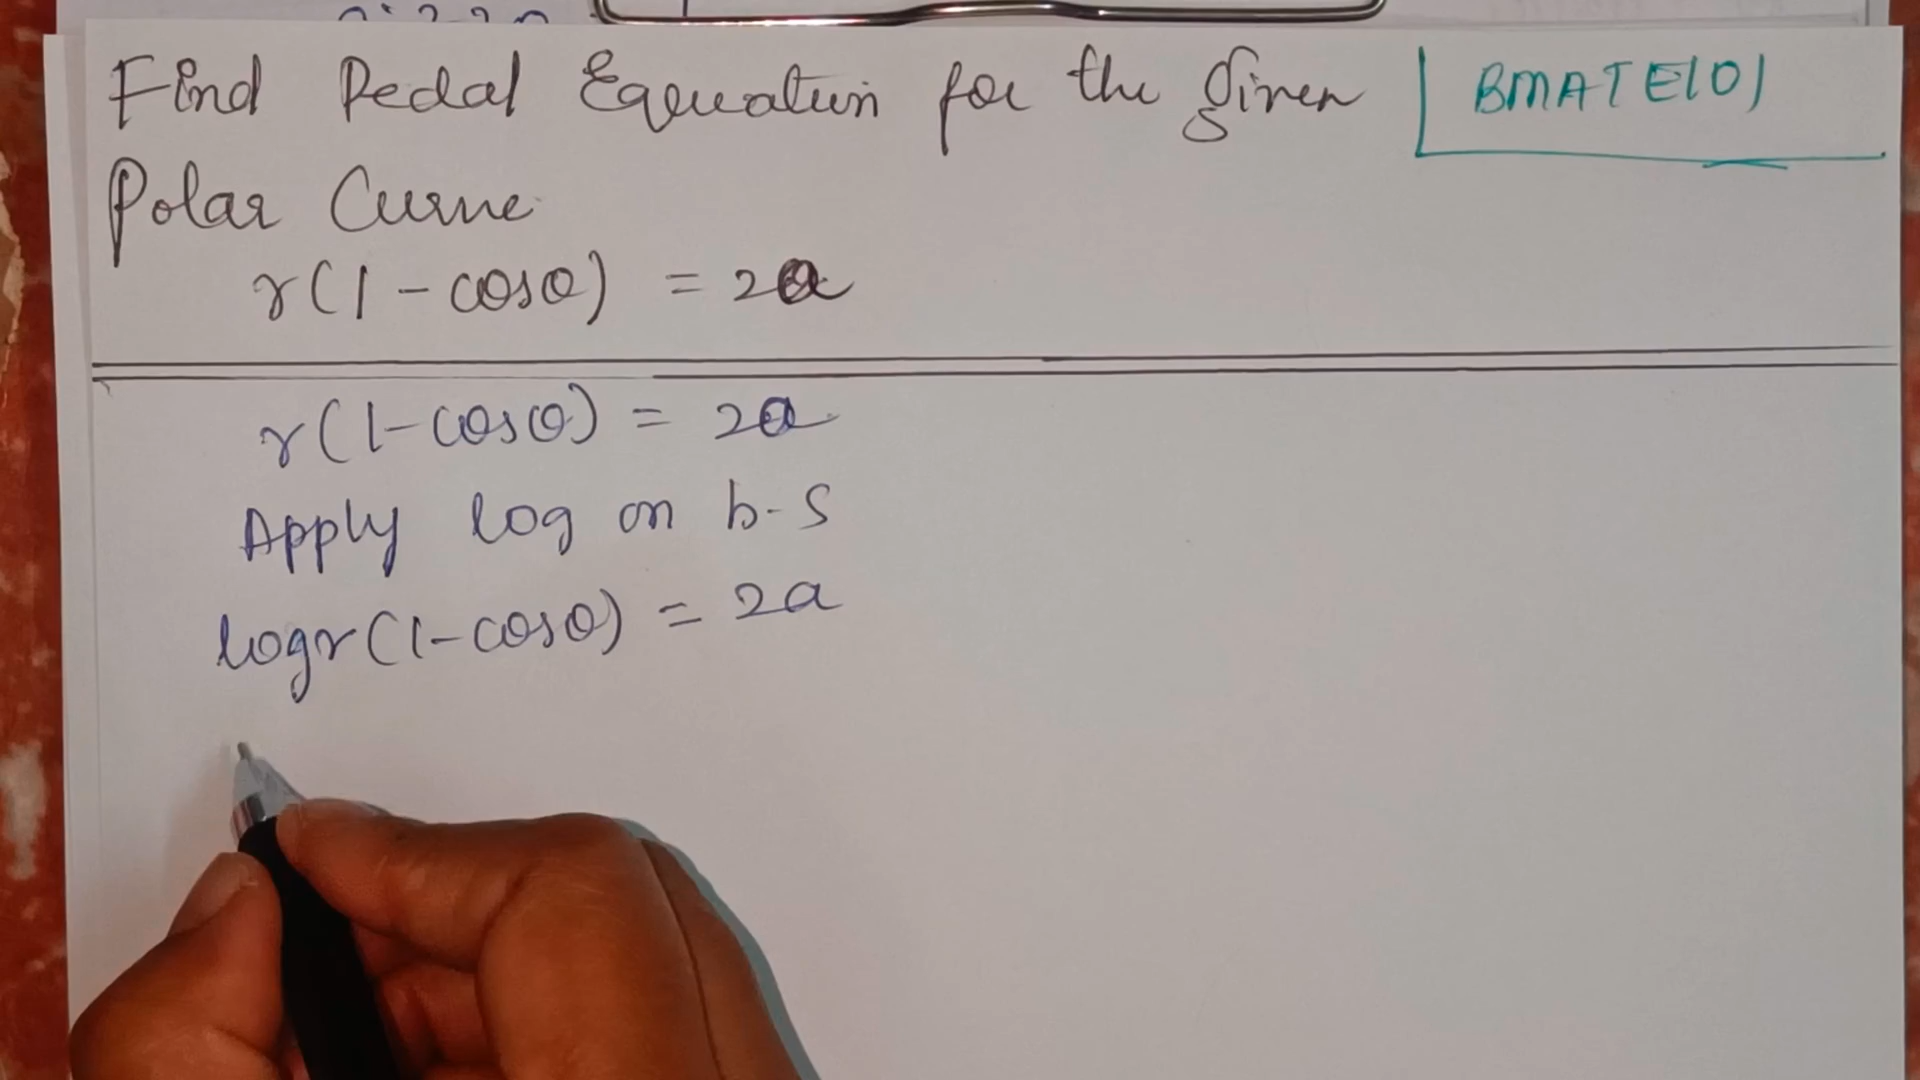 Find Pedal Equation for the given
BMATE101
Polar Curve
r(1-cosθ) = 2a
r(1-cosθ) = 2a
Apply log on b-s
logr(1-cosθ) = 2a